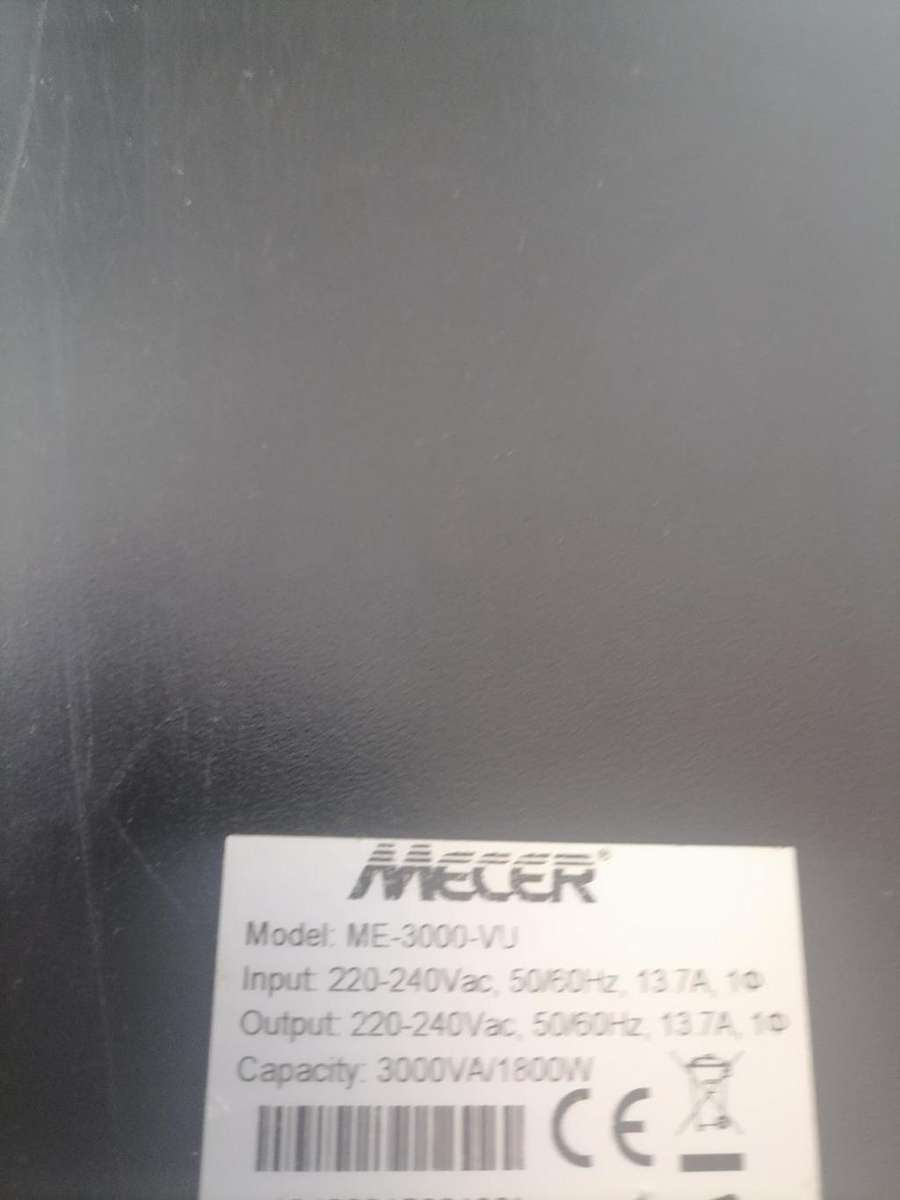 MECER®
Model: ME-3000-VU
Input: 220-240Vac, 50/60Hz, 13.7A, 1Φ
Output: 220-240Vac, 50/60Hz, 13.7A, 1Φ
Capacity: 3000VA/1800W
CE